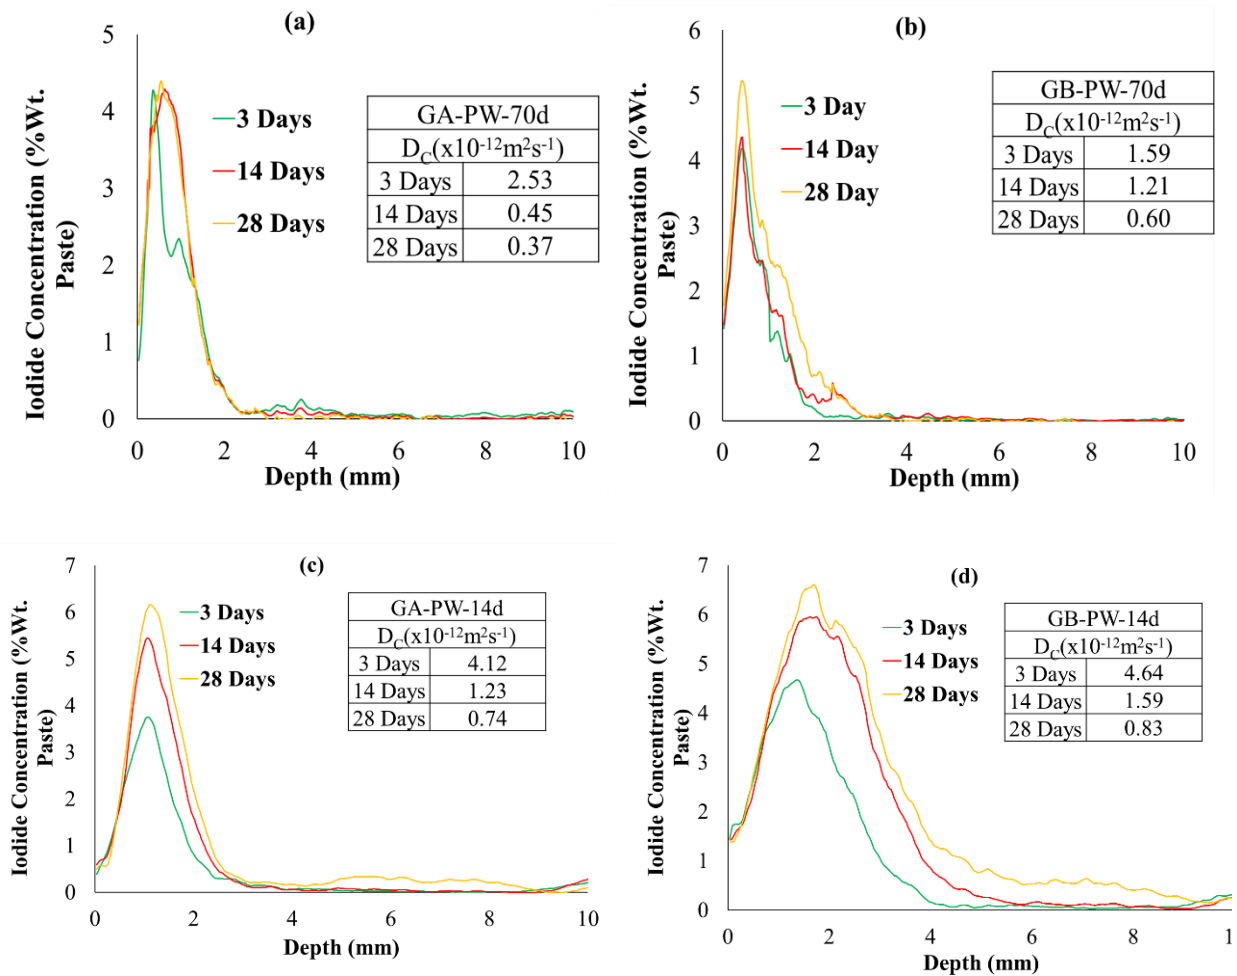 (a)
Iodide Concentration (%Wt.
Paste)
5
4
3
2
1
0
3 Days
14 Days
28 Days
GA-PW-70d
D_C(x10⁻¹²m²s⁻¹)
3 Days 2.53
14 Days 0.45
28 Days 0.37
0 2 4 6 8 10
Depth (mm)
(b)
Iodide Concentration (%Wt.
Paste)
6
5
4
3
2
1
0
3 Day
14 Day
28 Day
GB-PW-70d
D_C(x10⁻¹²m²s⁻¹)
3 Days 1.59
14 Days 1.21
28 Days 0.60
0 2 4 6 8 10
Depth (mm)
(c)
Iodide Concentration (%Wt.
Paste)
7
6
5
4
3
2
1
0
3 Days
14 Days
28 Days
GA-PW-14d
D_C(x10⁻¹²m²s⁻¹)
3 Days 4.12
14 Days 1.23
28 Days 0.74
0 2 4 6 8 10
Depth (mm)
(d)
Iodide Concentration (%Wt.
Paste)
7
6
5
4
3
2
1
0
3 Days
14 Days
28 Days
GB-PW-14d
D_C(x10⁻¹²m²s⁻¹)
3 Days 4.64
14 Days 1.59
28 Days 0.83
0 2 4 6 8 10
Depth (mm)